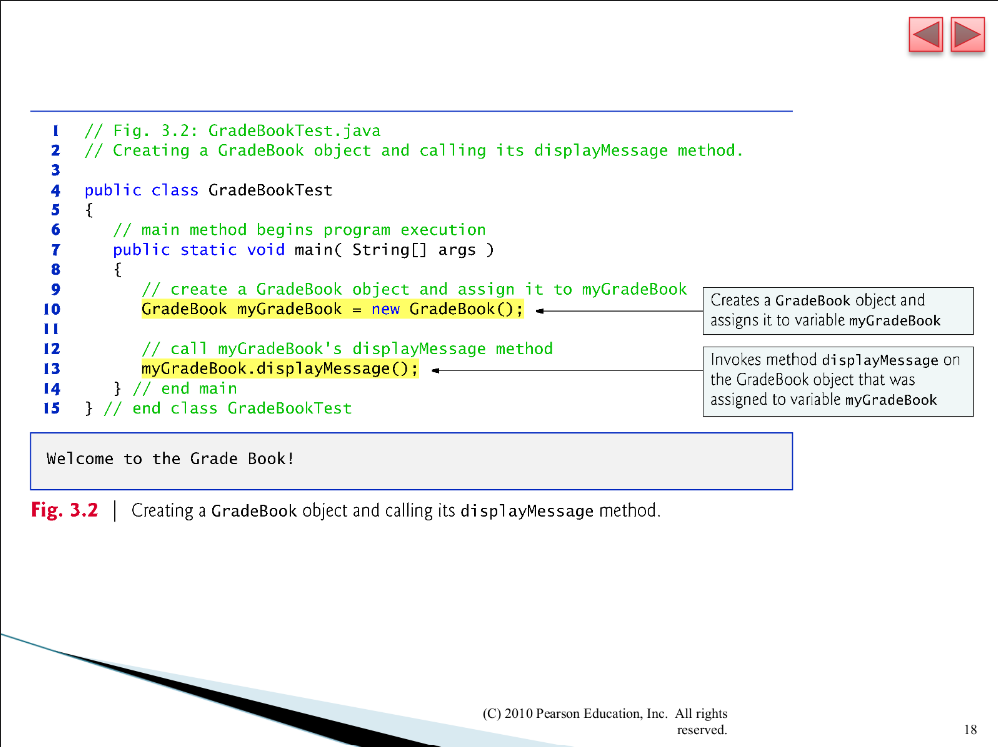 1 // Fig. 3.2: GradeBookTest.java
2 // Creating a GradeBook object and calling its displayMessage method.
3
4 public class GradeBookTest
5 {
6 // main method begins program execution
7 public static void main( String[] args )
8 {
9 // create a GradeBook object and assign it to myGradeBook
10 GradeBook myGradeBook = new GradeBook();
11
12 // call myGradeBook's displayMessage method
13 myGradeBook.displayMessage();
14 } // end main
15 } // end class GradeBookTest
Creates a GradeBook object and
assigns it to variable myGradeBook
Invokes method displayMessage on
the GradeBook object that was
assigned to variable myGradeBook
Welcome to the Grade Book!
Fig. 3.2 | Creating a GradeBook object and calling its displayMessage method.
(C) 2010 Pearson Education, Inc. All rights
reserved.
18